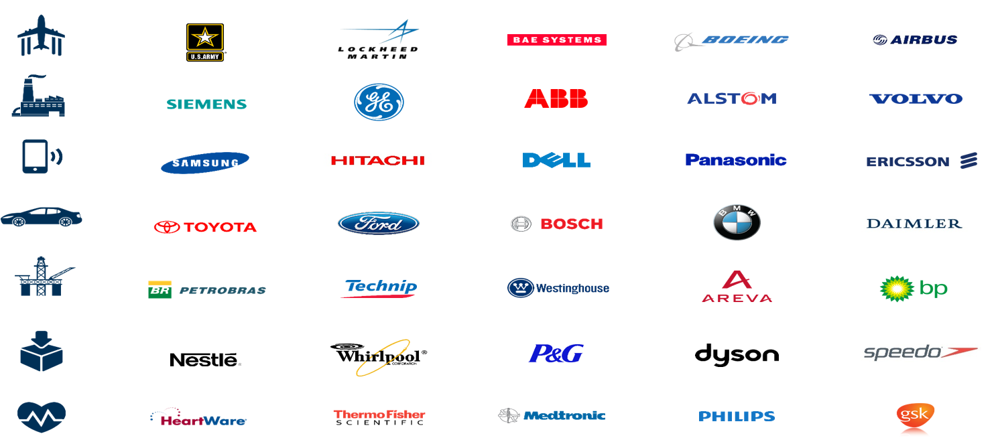 U.S.ARMY
LOCKHEED
MARTIN
BAE SYSTEMS
BOEING
AIRBUS
SIEMENS
GE
ABB
ALSTOM
VOLVO
SAMSUNG
HITACHI
DELL
Panasonic
ERICSSON
TOYOTA
Ford
BOSCH
BMW
DAIMLER
BR PETROBRAS
Technip
W Westinghouse
A
AREVA
bp
Nestlé
Whirlpool®
CORPORATION
P&G
dyson
speedo
HeartWare
ThermoFisher
SCIENTIFIC
Medtronic
PHILIPS
gsk